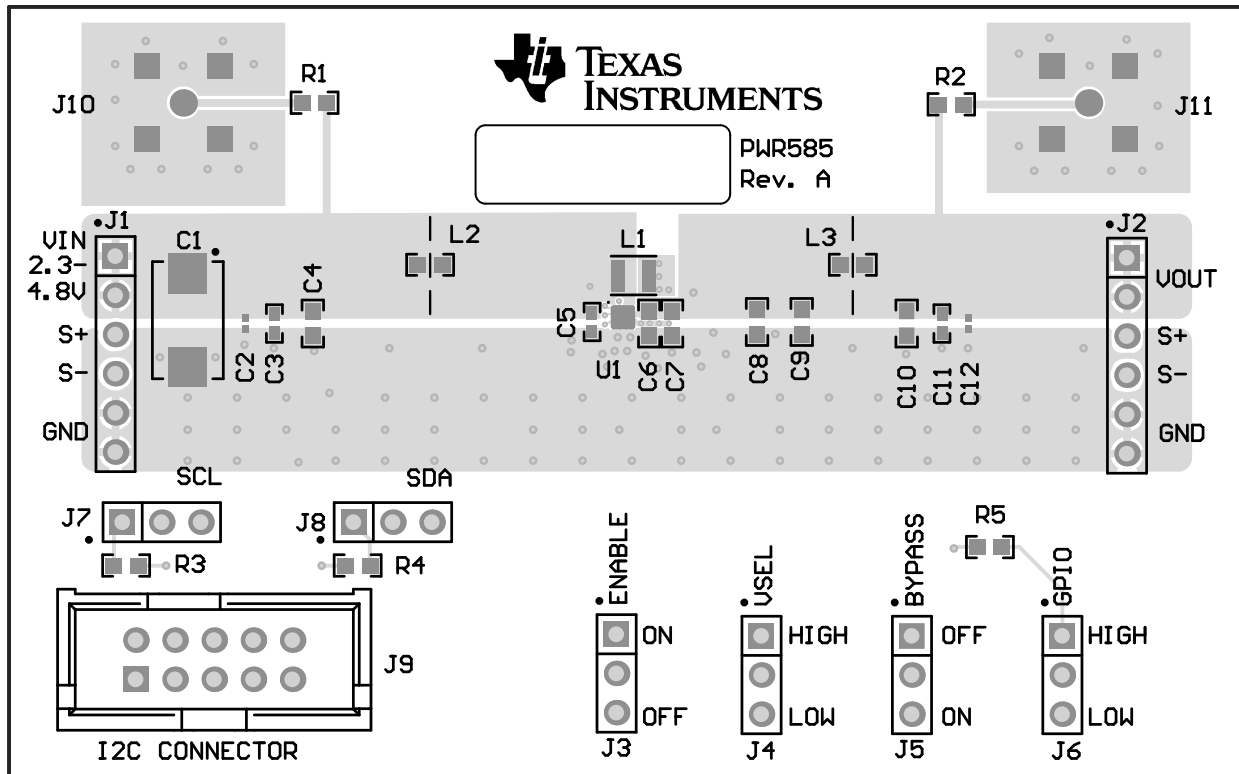 TEXAS
INSTRUMENTS
R1
R2
J10
J11
PWR585
Rev. A
J1
J2
VIN
2.3-
4.8V
S+
S-
GND
C1
L2
L1
L3
VOUT
S+
S-
GND
C4
C2
C3
C5
U1
C6
C7
C8
C9
C10
C11
C12
SCL
SDA
J7
J8
R3
R4
R5
ENABLE
VSEL
BYPASS
GPIO
ON
HIGH
OFF
HIGH
J9
OFF
LOW
ON
LOW
J3
J4
J5
J6
I2C CONNECTOR